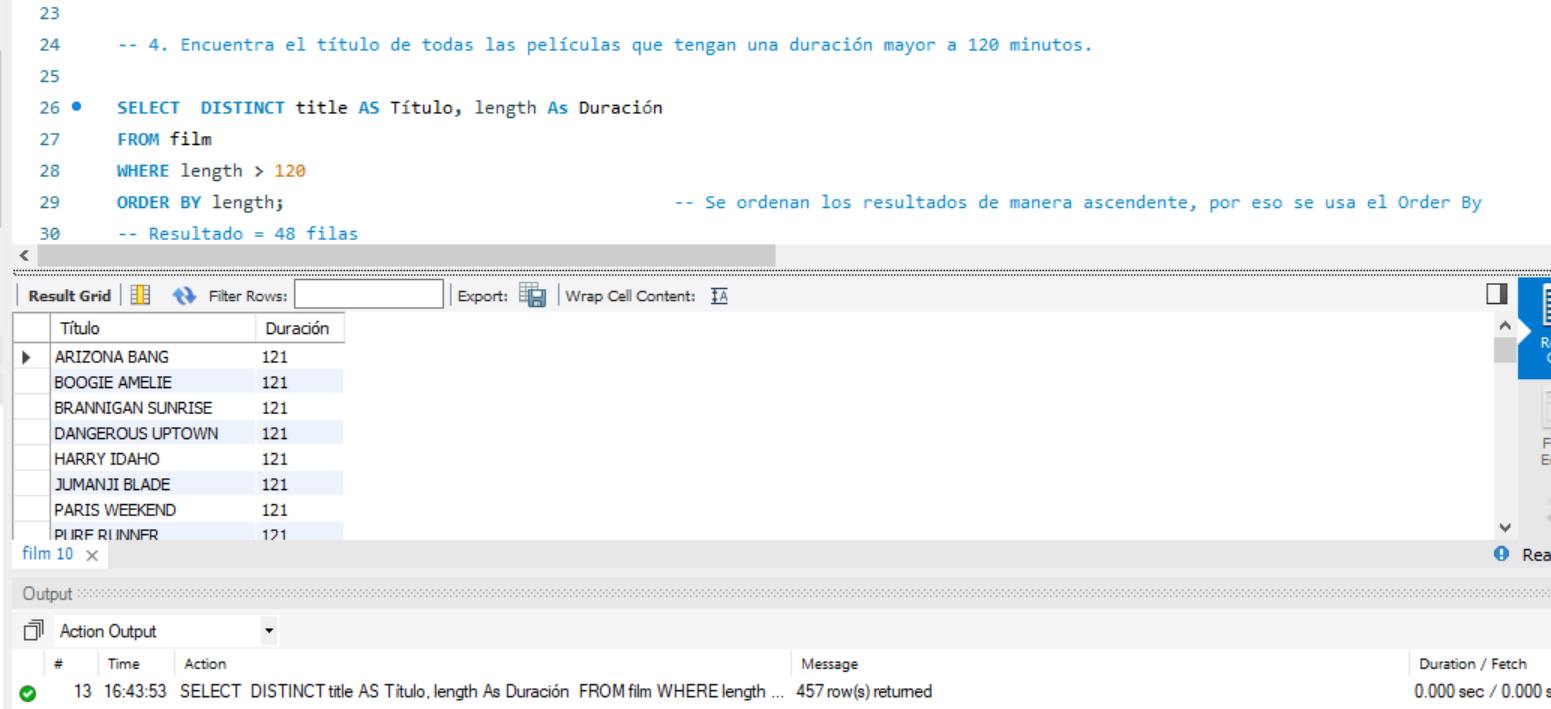 23
24 -- 4. Encuentra el título de todas las películas que tengan una duración mayor a 120 minutos.
25
26 SELECT DISTINCT title AS Título, length As Duración
27 FROM film
28 WHERE length > 120
29 ORDER BY length; -- Se ordenan los resultados de manera ascendente, por eso se usa el Order By
30 -- Resultado = 48 filas
Result Grid Filter Rows: Export: Wrap Cell Content:
Título Duración
ARIZONA BANG 121
BOOGIE AMELIE 121
BRANNIGAN SUNRISE 121
DANGEROUS UPTOWN 121
HARRY IDAHO 121
JUMANJI BLADE 121
PARIS WEEKEND 121
PURE RUNNER 121
film 10 Rea
Output
Action Output
# Time Action Message Duration / Fetch
13 16:43:53 SELECT DISTINCT title AS Título, length As Duración FROM film WHERE length ... 457 row(s) returned 0.000 sec / 0.000 s